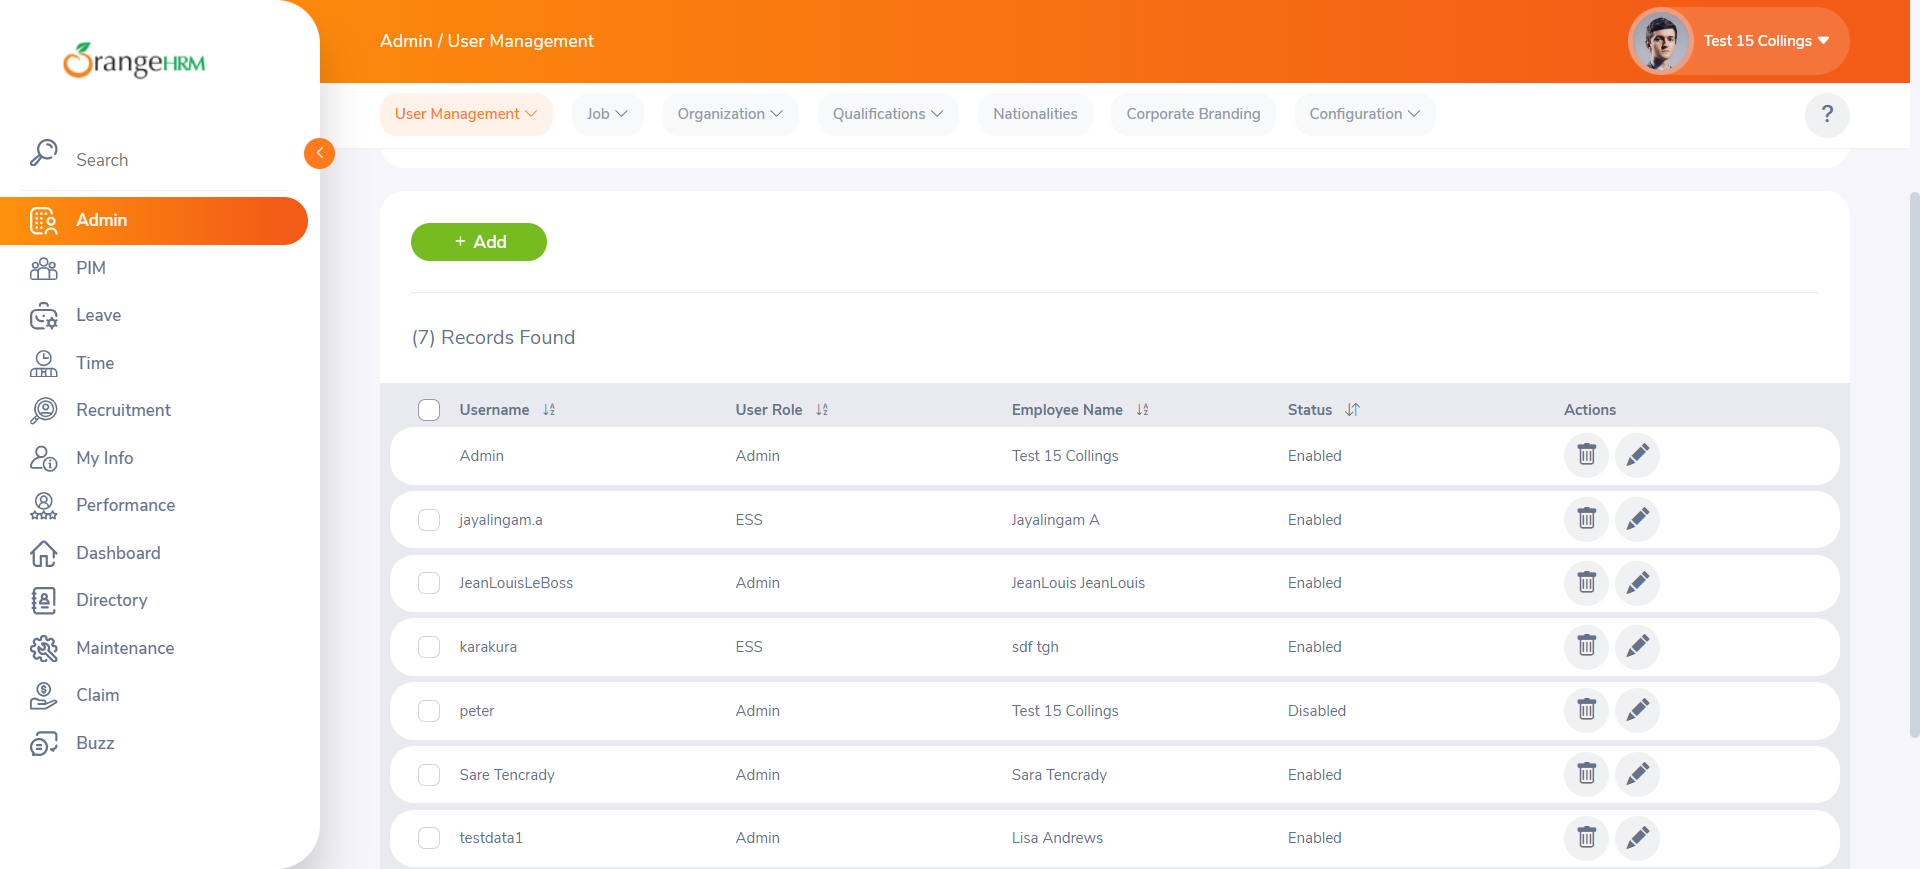 OrangeHRM
Admin / User Management
Test 15 Collings
User Management
Job
Organization
Qualifications
Nationalities
Corporate Branding
Configuration
?
Search
Admin
PIM
Leave
Time
Recruitment
My Info
Performance
Dashboard
Directory
Maintenance
Claim
Buzz
+ Add
(7) Records Found
Username User Role Employee Name Status Actions
Admin Admin Test 15 Collings Enabled
jayalingam.a ESS Jayalingam A Enabled
JeanLouisLeBoss Admin JeanLouis JeanLouis Enabled
karakura ESS sdf tgh Enabled
peter Admin Test 15 Collings Disabled
Sare Tencrady Admin Sara Tencrady Enabled
testdata1 Admin Lisa Andrews Enabled